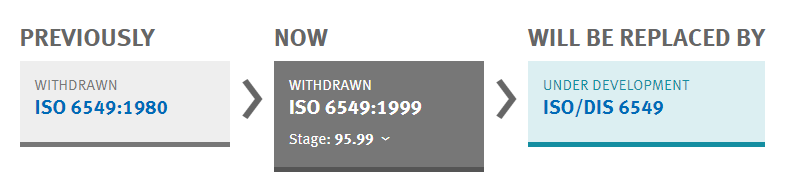 PREVIOUSLY
WITHDRAWN
ISO 6549:1980
NOW
WITHDRAWN
ISO 6549:1999
Stage: 95.99
WILL BE REPLACED BY
UNDER DEVELOPMENT
ISO/DIS 6549